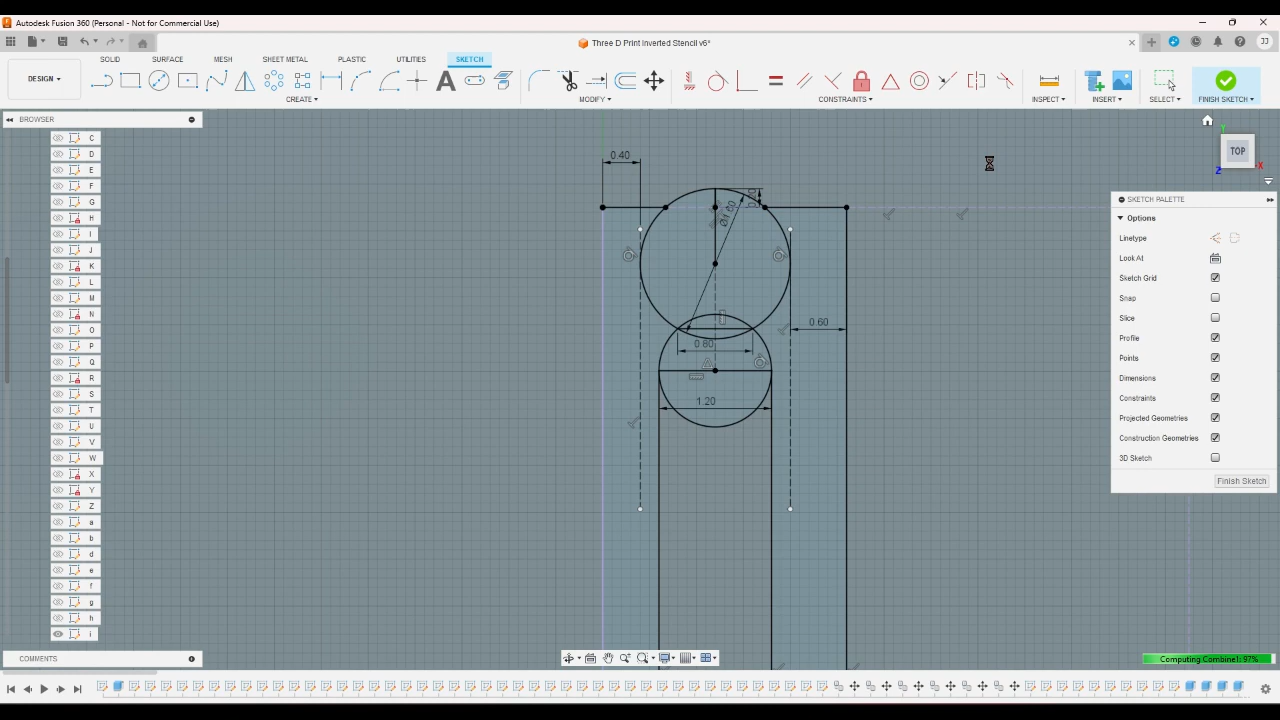 Autodesk Fusion 360 (Personal - Not for Commercial Use)
Three D Print Inverted Stencil v6*
JJ
SOLID SURFACE MESH SHEET METAL PLASTIC UTILITIES SKETCH
DESIGN
CREATE MODIFY CONSTRAINTS INSPECT INSERT SELECT FINISH SKETCH
BROWSER
C
D
E
F
G
H
I
J
K
L
M
N
O
P
Q
R
S
T
U
V
W
X
Y
Z
a
b
d
e
f
g
h
i
0.40
0.60
0.80
1.20
Y
TOP
X
Z
SKETCH PALETTE
Options
Linetype
Look At
Sketch Grid
Snap
Slice
Profile
Points
Dimensions
Constraints
Projected Geometries
Construction Geometries
3D Sketch
Finish Sketch
COMMENTS
Computing Combine1: 97%